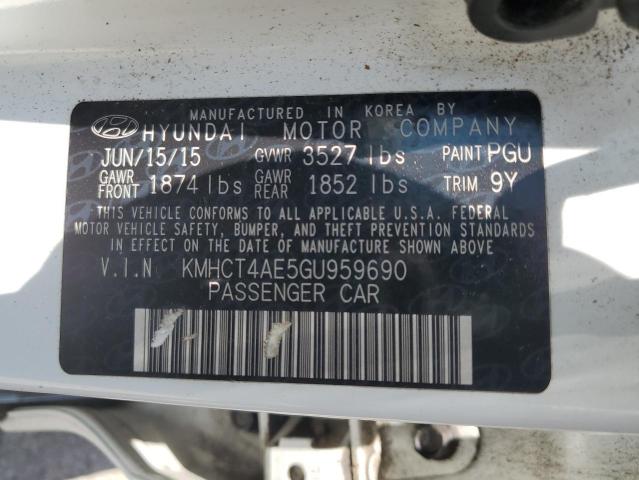 MANUFACTURED IN KOREA BY
HYUNDAI MOTOR COMPANY
JUN/15/15 GVWR 3527 lbs PAINT PGU
GAWR FRONT 1874 lbs GAWR REAR 1852 lbs TRIM 9Y
THIS VEHICLE CONFORMS TO ALL APPLICABLE U.S.A. FEDERAL
MOTOR VEHICLE SAFETY, BUMPER, AND THEFT PREVENTION STANDARDS
IN EFFECT ON THE DATE OF MANUFACTURE SHOWN ABOVE
V.I.N KMHCT4AE5GU959690
PASSENGER CAR